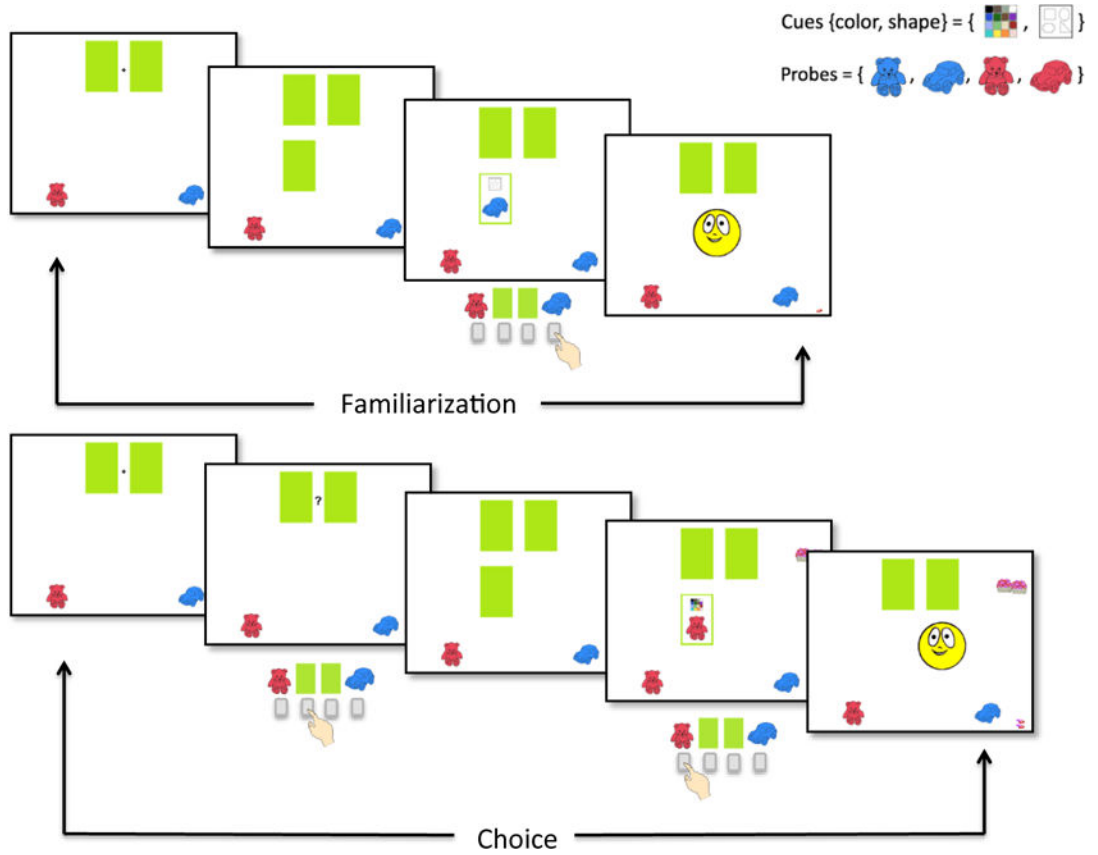 Cues {color, shape} = { , }
Probes = { , , , }
Familiarization
?
Choice